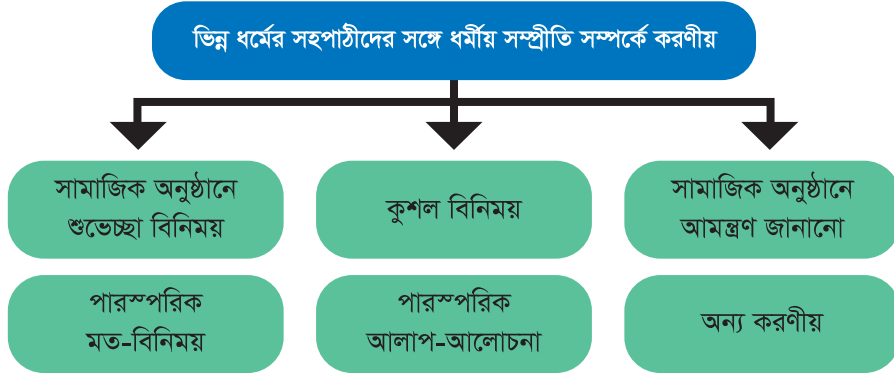 ভিন্ন ধর্মের সহপাঠীদের সঙ্গে ধর্মীয় সম্প্রীতি সম্পর্কে করণীয়
সামাজিক অনুষ্ঠানে
শুভেচ্ছা বিনিময়
কুশল বিনিময়
সামাজিক অনুষ্ঠানে
আমন্ত্রণ জানানো
পারস্পরিক
মত-বিনিময়
পারস্পরিক
আলাপ-আলোচনা
অন্য করণীয়